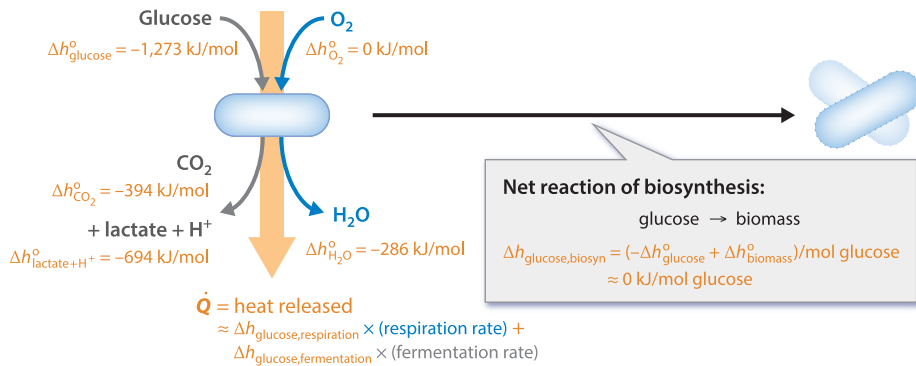 Glucose
Δh°glucose = –1,273 kJ/mol
O2
Δh°O2 = 0 kJ/mol
CO2
Δh°CO2 = –394 kJ/mol
+ lactate + H+
Δh°lactate+H+ = –694 kJ/mol
H2O
Δh°H2O = –286 kJ/mol
Q̇ = heat released
≈ Δhglucose,respiration × (respiration rate) +
Δhglucose,fermentation × (fermentation rate)
Net reaction of biosynthesis:
glucose → biomass
Δhglucose,biosyn = (–Δh°glucose + Δh°biomass)/mol glucose
≈ 0 kJ/mol glucose